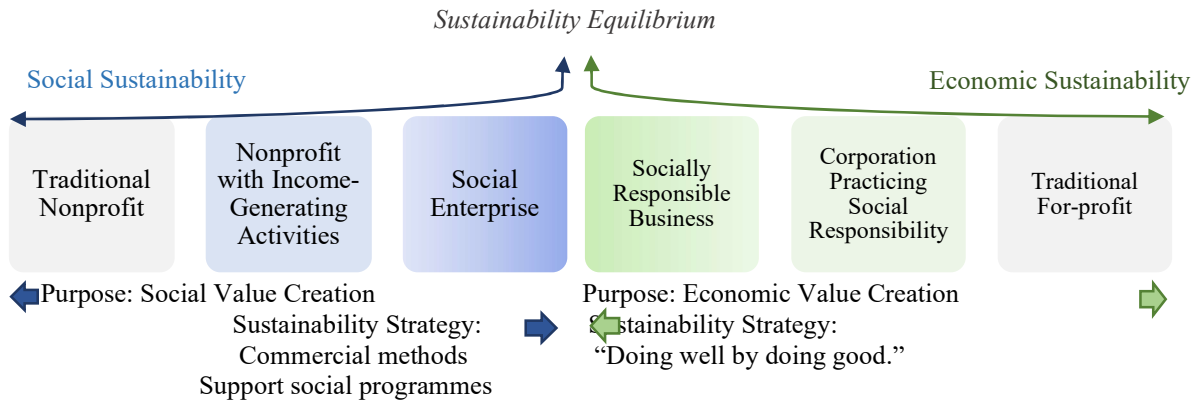 Sustainability Equilibrium
Social Sustainability
Economic Sustainability
Traditional
Nonprofit
Nonprofit
with Income-
Generating
Activities
Social
Enterprise
Socially
Responsible
Business
Corporation
Practicing
Social
Responsibility
Traditional
For-profit
Purpose: Social Value Creation
Sustainability Strategy:
Commercial methods
Support social programmes
Purpose: Economic Value Creation
Sustainability Strategy:
“Doing well by doing good.”